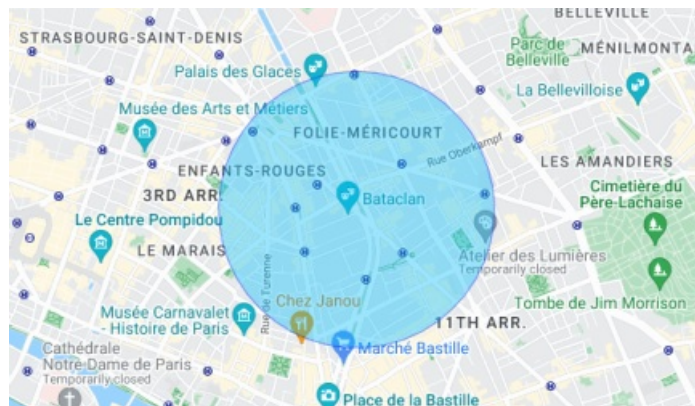 BELLEVILLE
STRASBOURG-SAINT-DENIS
Parc de
Belleville
MÉNILMONTA
Palais des Glaces
La Bellevilloise
Musée des Arts et Métiers
FOLIE-MÉRICOURT
Rue Oberkampf
LES AMANDIERS
ENFANTS-ROUGES
3RD ARR.
Bataclan
Cimetière du
Père-Lachaise
Le Centre Pompidou
LE MARAIS
Atelier des Lumières
Temporarily closed
Rue de Turenne
Chez Janou
Tombe de Jim Morrison
Musée Carnavalet
- Histoire de Paris
11TH ARR.
Marché Bastille
Cathédrale
Notre-Dame de Paris
Temporarily closed
Place de la Bastille